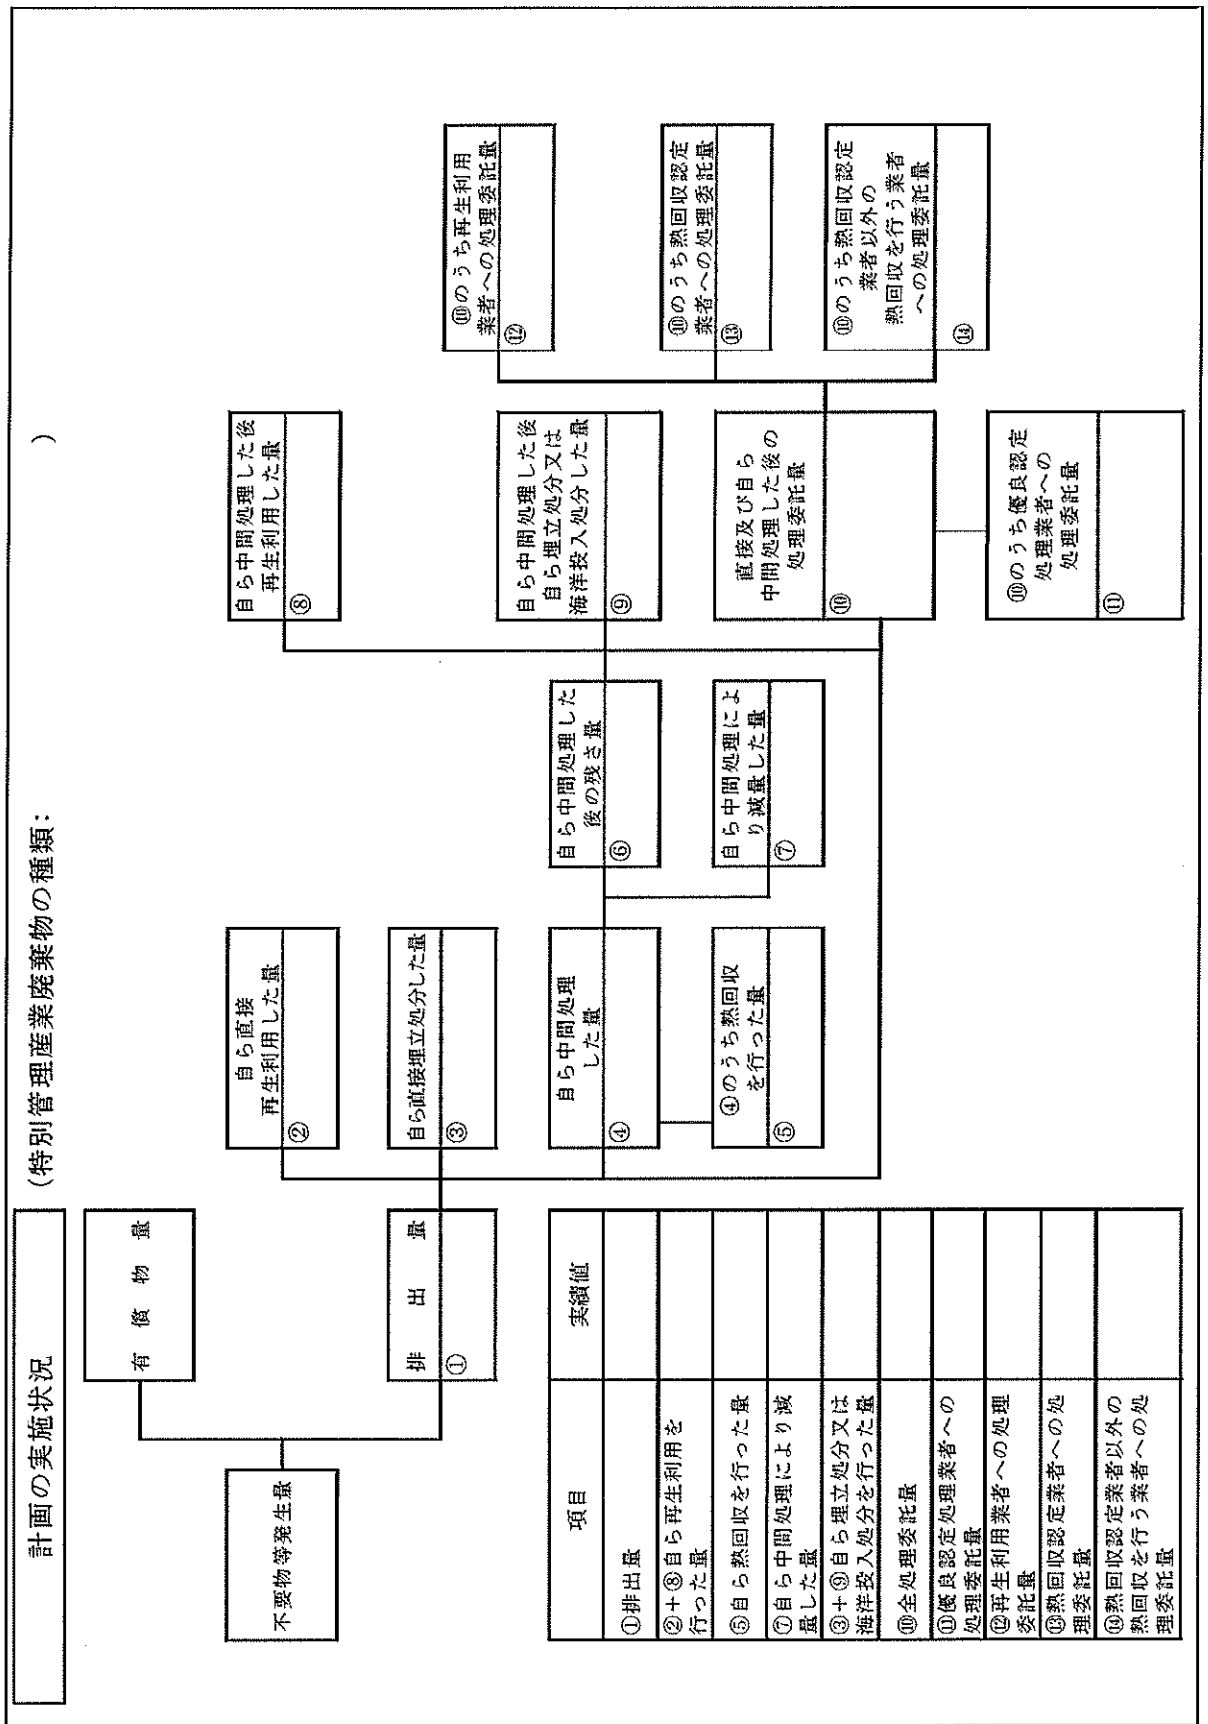 計画の実施状況
(特別管理産業廃棄物の種類:　　　)
不要物等発生量
有償物量
排出量
①
自ら直接
再生利用した量
②
自ら直接埋立処分した量
③
自ら中間処理
した量
④
④のうち熱回収
を行った量
⑤
自ら中間処理した
後の残さ量
⑥
自ら中間処理によ
り減量した量
⑦
自ら中間処理した後
再生利用した量
⑧
自ら中間処理した後
自ら埋立処分又は
海洋投入処分した量
⑨
直接及び自ら
中間処理した後の
処理委託量
⑩
⑩のうち優良認定
処理業者への
処理委託量
⑪
⑩のうち再生利用
業者への処理委託量
⑫
⑩のうち熱回収認定
業者への処理委託量
⑬
⑩のうち熱回収認定
業者以外の
熱回収を行う業者
への処理委託量
⑭
項目
実績値
①排出量
②+⑧自ら再生利用を
行った量
⑤自ら熱回収を行った量
⑦自ら中間処理により減
量した量
③+⑨自ら埋立処分又は
海洋投入処分を行った量
⑩全処理委託量
⑪優良認定処理業者への
処理委託量
⑫再生利用業者への処理
委託量
⑬熱回収認定業者への処
理委託量
⑭熱回収認定業者以外の
熱回収を行う業者への処
理委託量